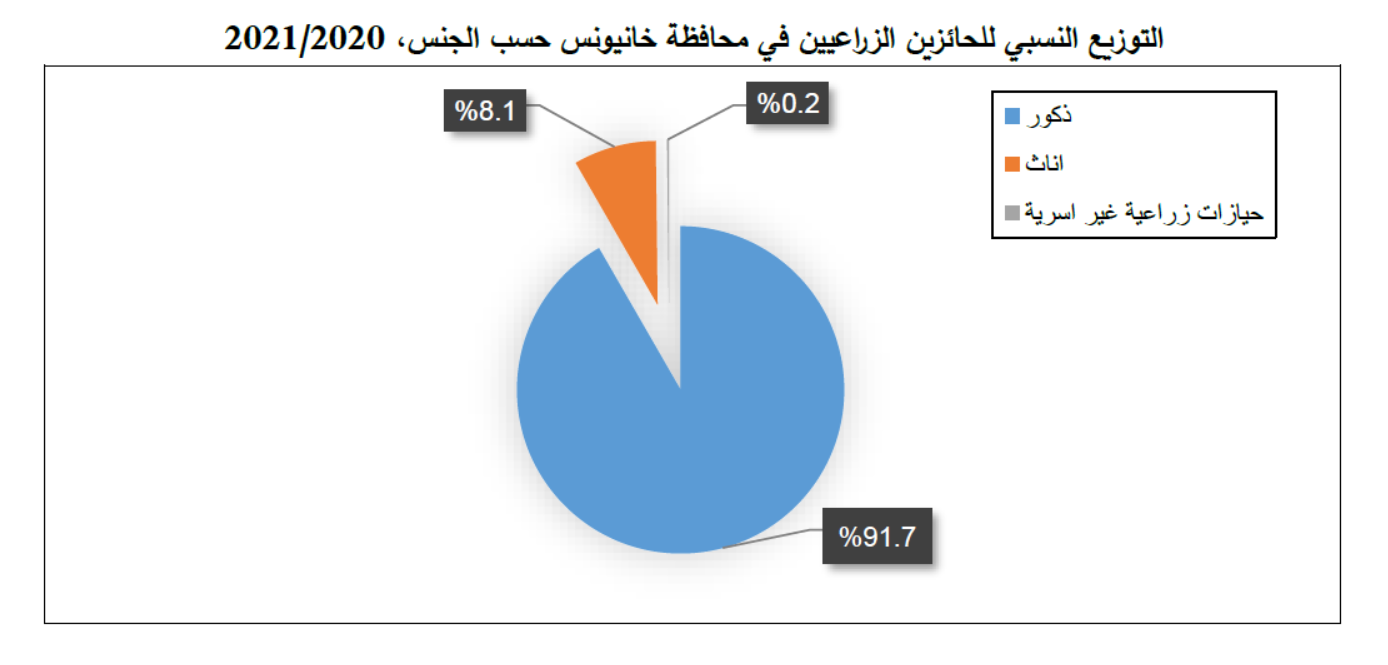 التوزيع النسبي للحائزين الزراعيين في محافظة خانيونس حسب الجنس، 2021/2020
%8.1
%0.2
ذكور
اناث
حيازات زراعية غير اسرية
%91.7